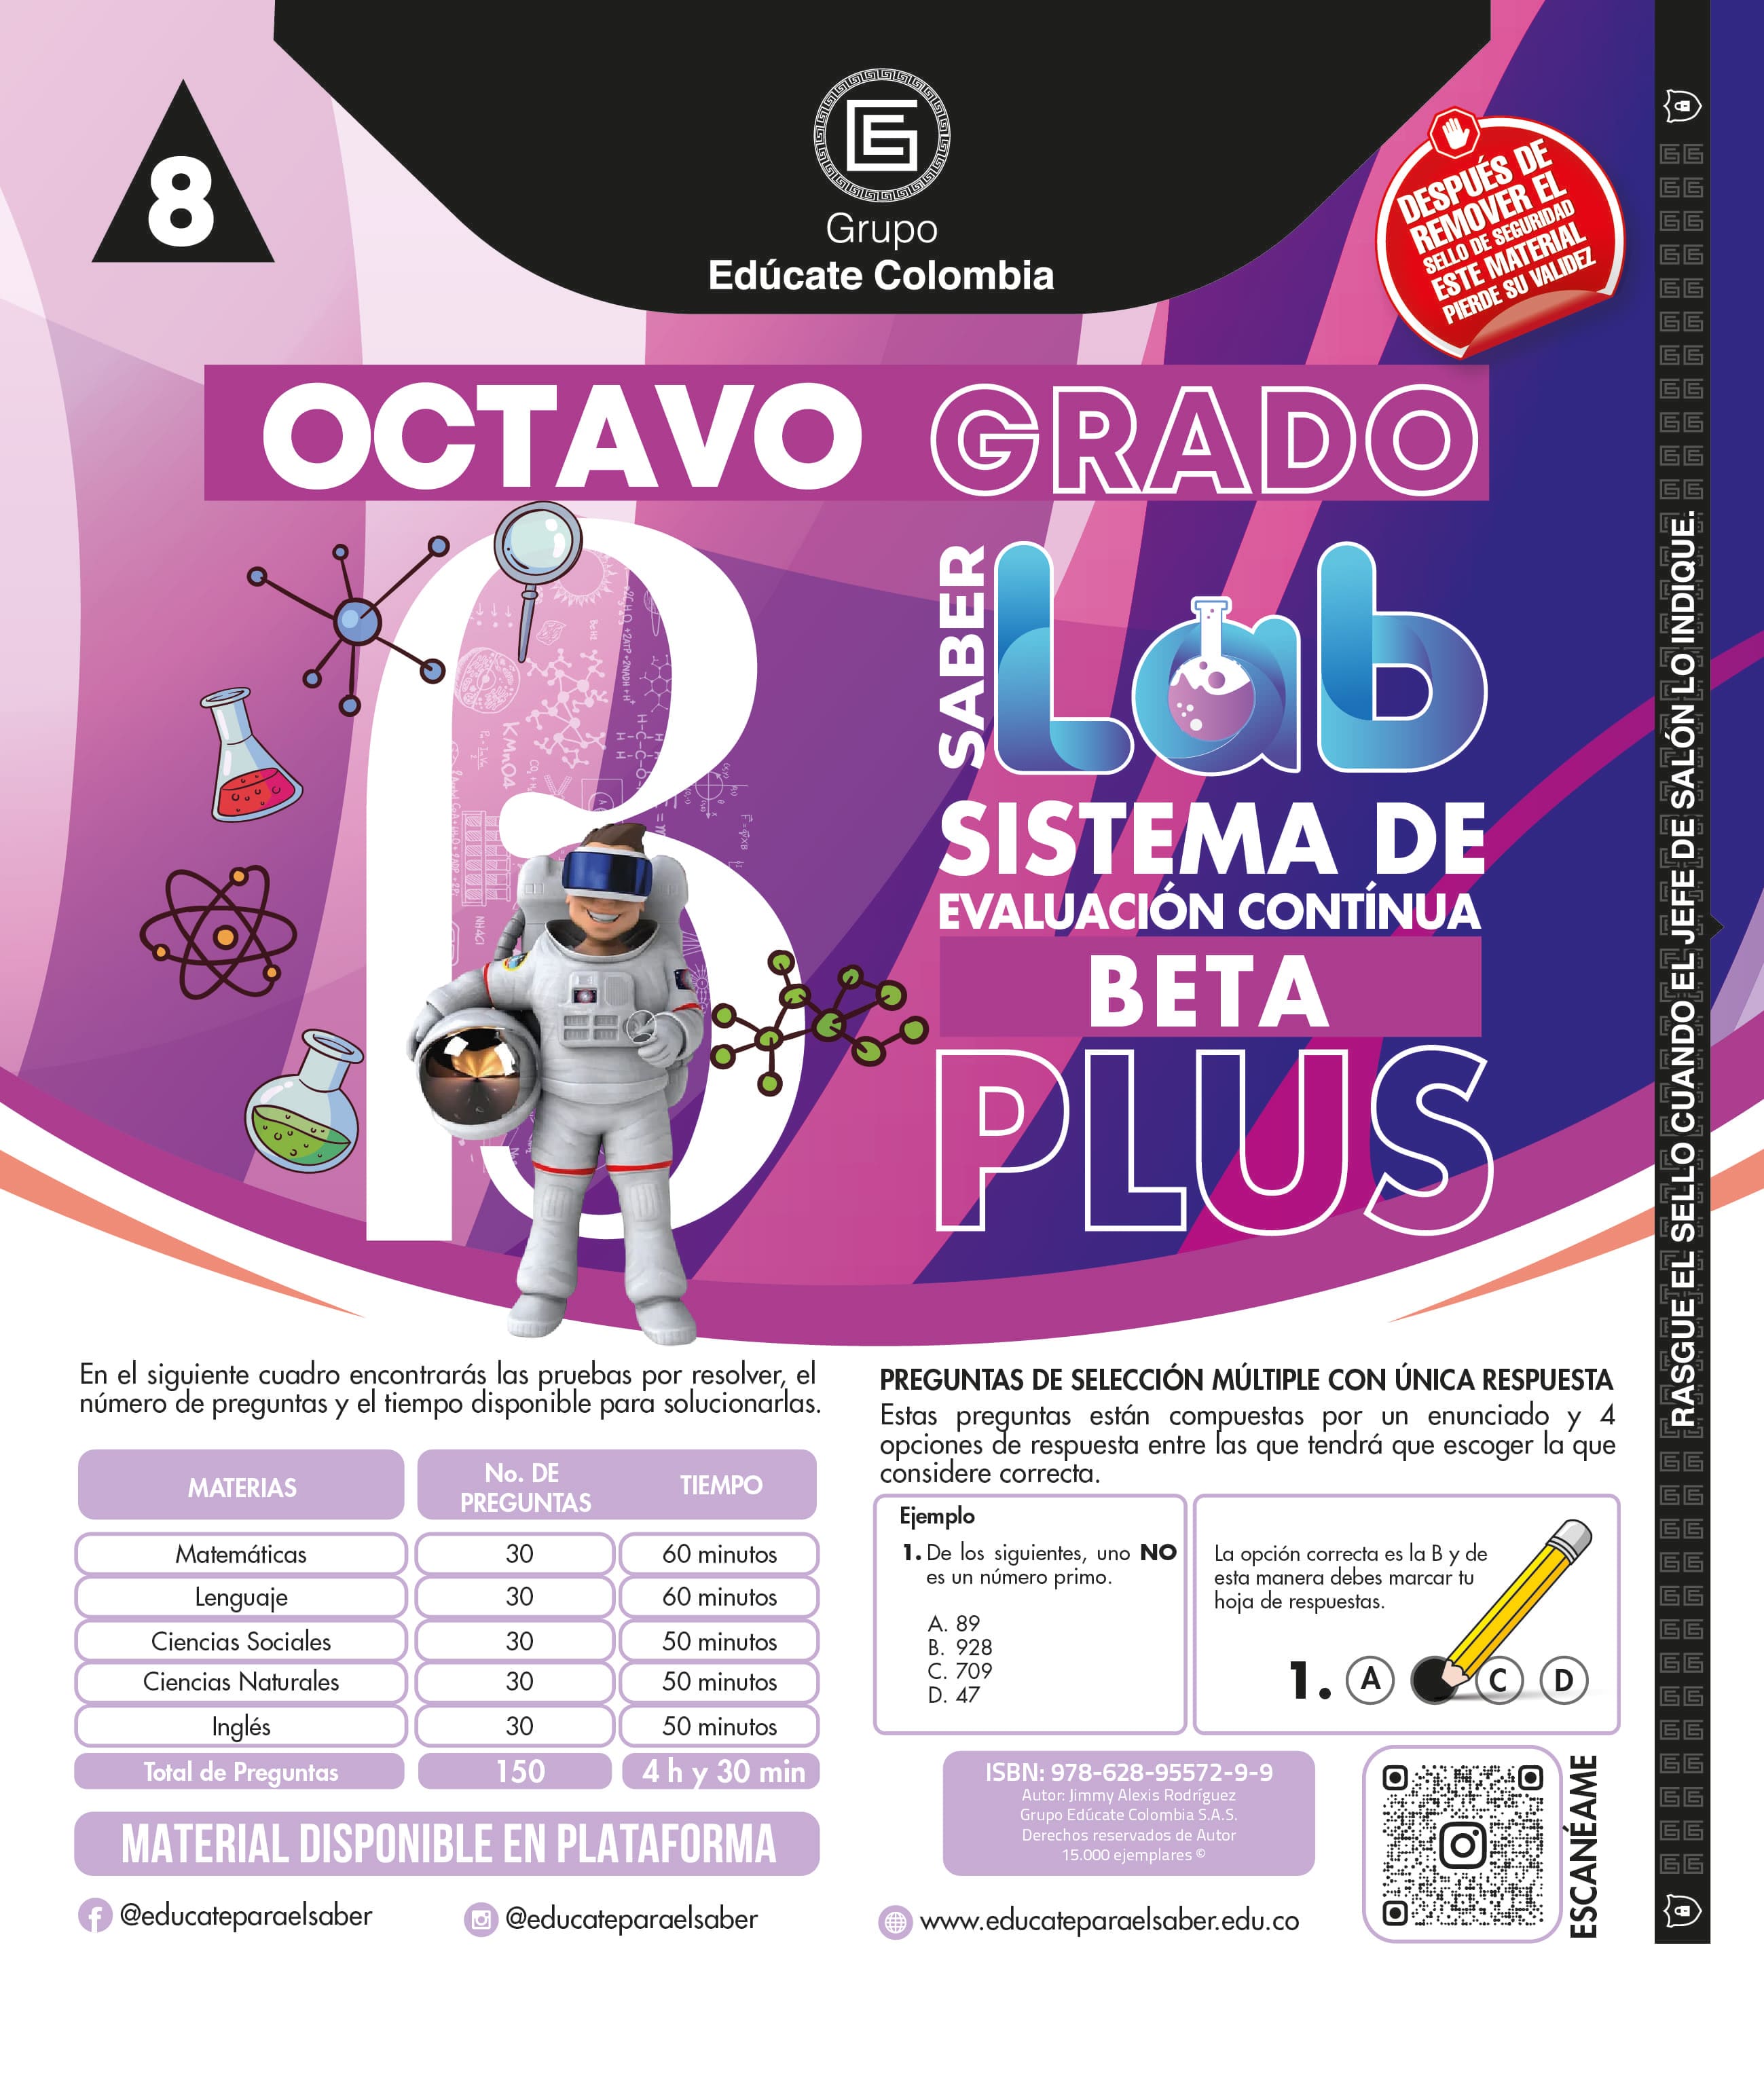 8
Grupo
Edúcate Colombia
DESPUÉS DE
REMOVER EL
SELLO DE SEGURIDAD
ESTE MATERIAL
PIERDE SU VALIDEZ
OCTAVO GRADO
SABER
Lab
SISTEMA DE
EVALUACIÓN CONTÍNUA
BETA
PLUS
β
KMnO4
NH4Cl
RASGUE EL SELLO CUANDO EL JEFE DE SALÓN LO INDIQUE.
En el siguiente cuadro encontrarás las pruebas por resolver, el
número de preguntas y el tiempo disponible para solucionarlas.
MATERIAS No. DE PREGUNTAS TIEMPO
Matemáticas 30 60 minutos
Lenguaje 30 60 minutos
Ciencias Sociales 30 50 minutos
Ciencias Naturales 30 50 minutos
Inglés 30 50 minutos
Total de Preguntas 150 4 h y 30 min
MATERIAL DISPONIBLE EN PLATAFORMA
@educateparaelsaber @educateparaelsaber
PREGUNTAS DE SELECCIÓN MÚLTIPLE CON ÚNICA RESPUESTA
Estas preguntas están compuestas por un enunciado y 4
opciones de respuesta entre las que tendrá que escoger la que
considere correcta.
Ejemplo
1. De los siguientes, uno NO
es un número primo.
A. 89
B. 928
C. 709
D. 47
La opción correcta es la B y de
esta manera debes marcar tu
hoja de respuestas.
1. A C D
ISBN: 978-628-95572-9-9
Autor: Jimmy Alexis Rodríguez
Grupo Edúcate Colombia S.A.S.
Derechos reservados de Autor
15.000 ejemplares ©
www.educateparaelsaber.edu.co
ESCANÉAME